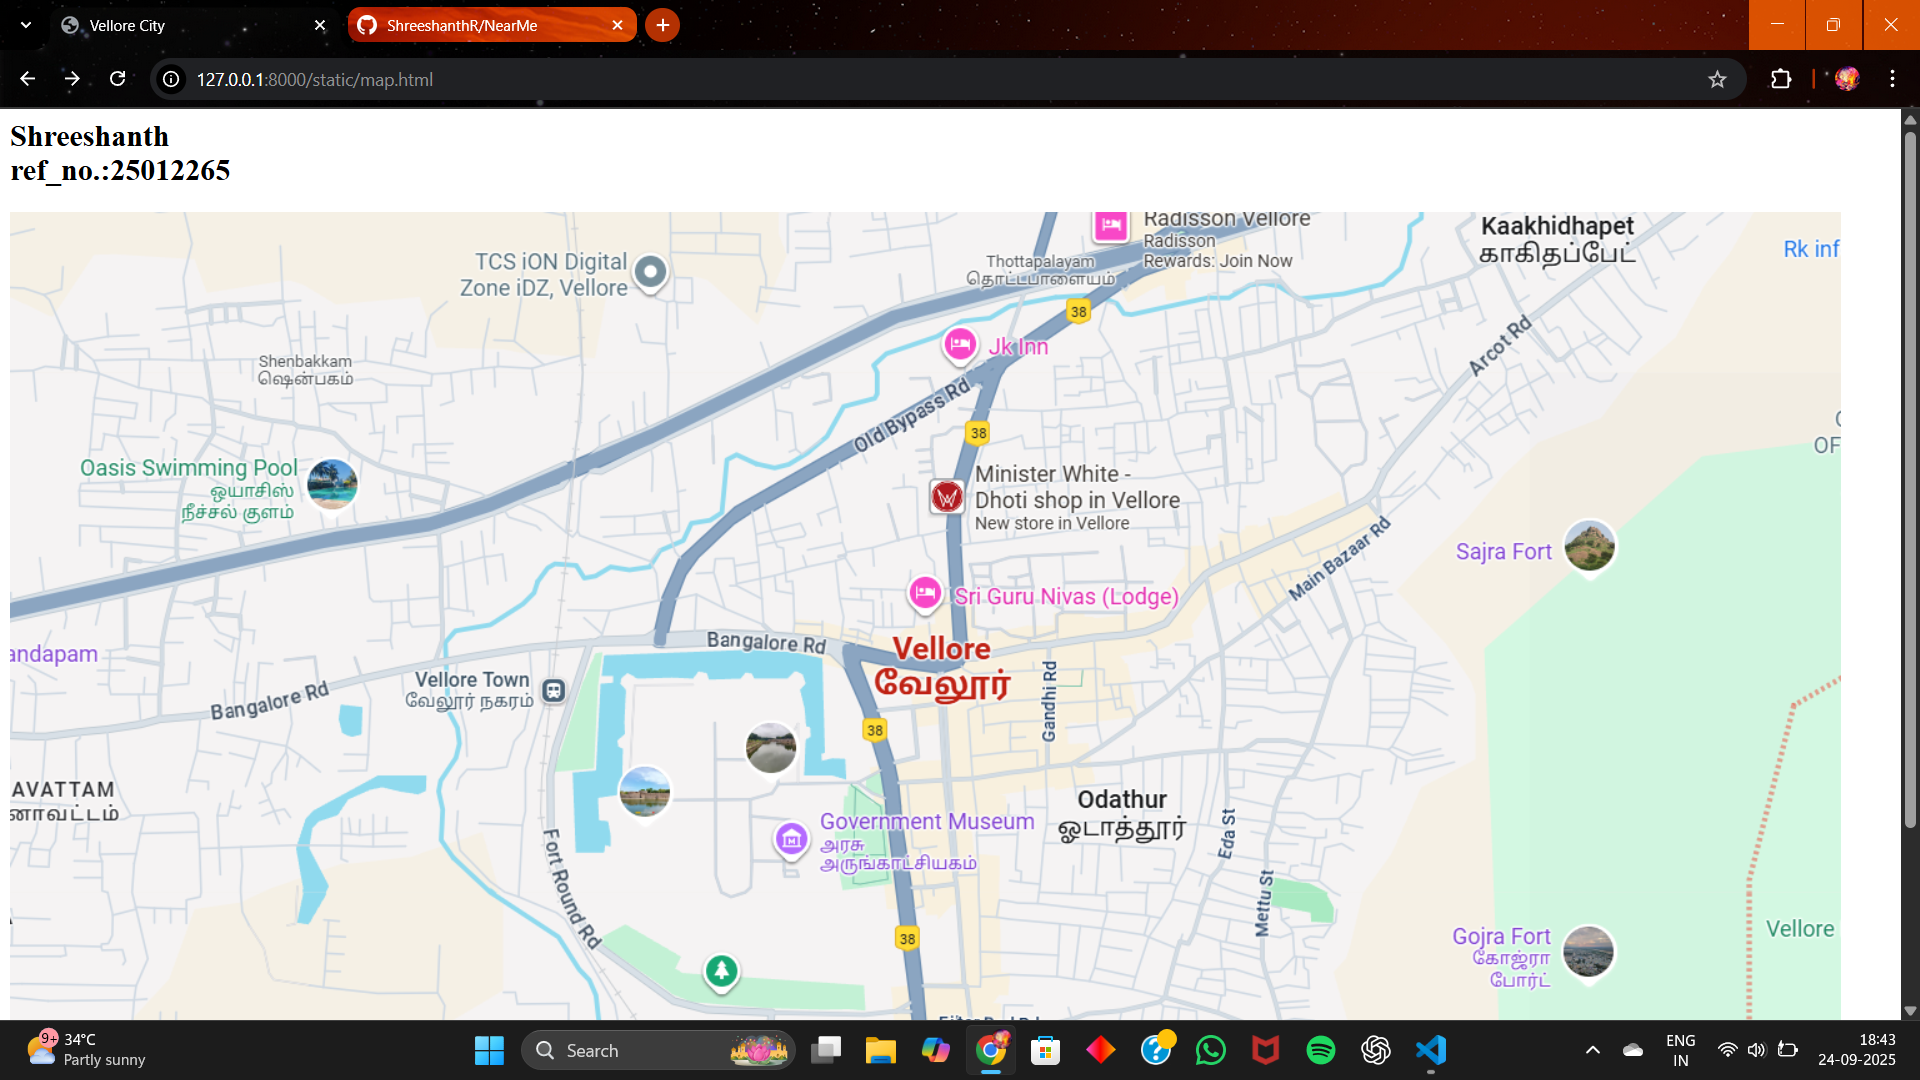 Vellore City
ShreeshanthR/NearMe
127.0.0.1:8000/static/map.html
Shreeshanth
ref_no.:25012265
Radisson Vellore
Radisson
Rewards: Join Now
Kaakhidhapet
காகிதப்பேட்
Rk inf
TCS iON Digital
Zone iDZ, Vellore
Thottapalayam
தொட்டபாளையம்
38
Jk Inn
Arcot Rd
Shenbakkam
ஷென்பகம்
Old Bypass Rd
38
OF
Oasis Swimming Pool
ஒயாசிஸ்
நீச்சல் குளம்
Minister White -
Dhoti shop in Vellore
New store in Vellore
Main Bazaar Rd
Sajra Fort
Sri Guru Nivas (Lodge)
Bangalore Rd
Vellore
வேலூர்
andapam
Vellore Town
வேலூர் நகரம்
Bangalore Rd
Gandhi Rd
38
AVATTAM
ணாவட்டம்
Odathur
ஓடாத்தூர்
Government Museum
அரசு
அருங்காட்சியகம்
Eda St
Fort Round Rd
Mettu St
38
Vellore
Gojra Fort
கோஜ்ரா
போர்ட்
9+
34°C
Partly sunny
Search
ENG
IN
18:43
24-09-2025